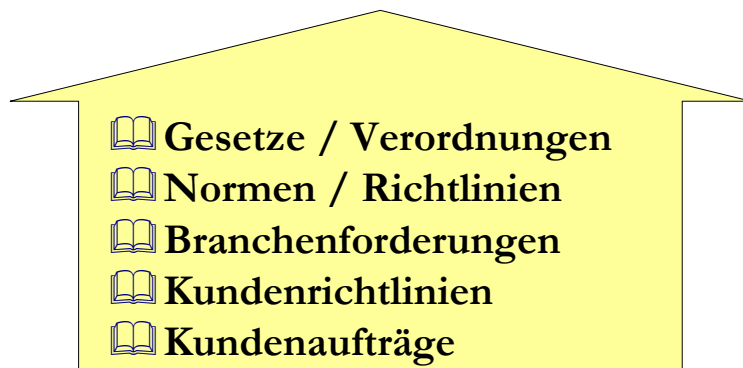 Gesetze / Verordnungen
Normen / Richtlinien
Branchenforderungen
Kundenrichtlinien
Kundenaufträge